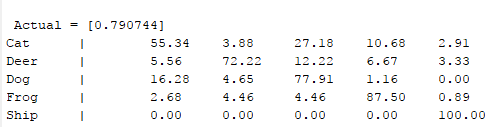 Actual = [0.790744]
Cat | 55.34 3.88 27.18 10.68 2.91
Deer | 5.56 72.22 12.22 6.67 3.33
Dog | 16.28 4.65 77.91 1.16 0.00
Frog | 2.68 4.46 4.46 87.50 0.89
Ship | 0.00 0.00 0.00 0.00 100.00